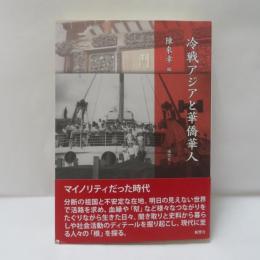 冷戦アジアと華僑華人
陳來幸 編
マイノリティだった時代
分断の祖国と不安定な在地、明日の見えない世界
で活路を求め、血縁や「幇」など様々なつながりを
たぐりながら生きた日々。聞き取りと史料から暮ら
しや社会活動のディテールを掘り起こし、現代に至
る人々の「根」を探る。
風響社